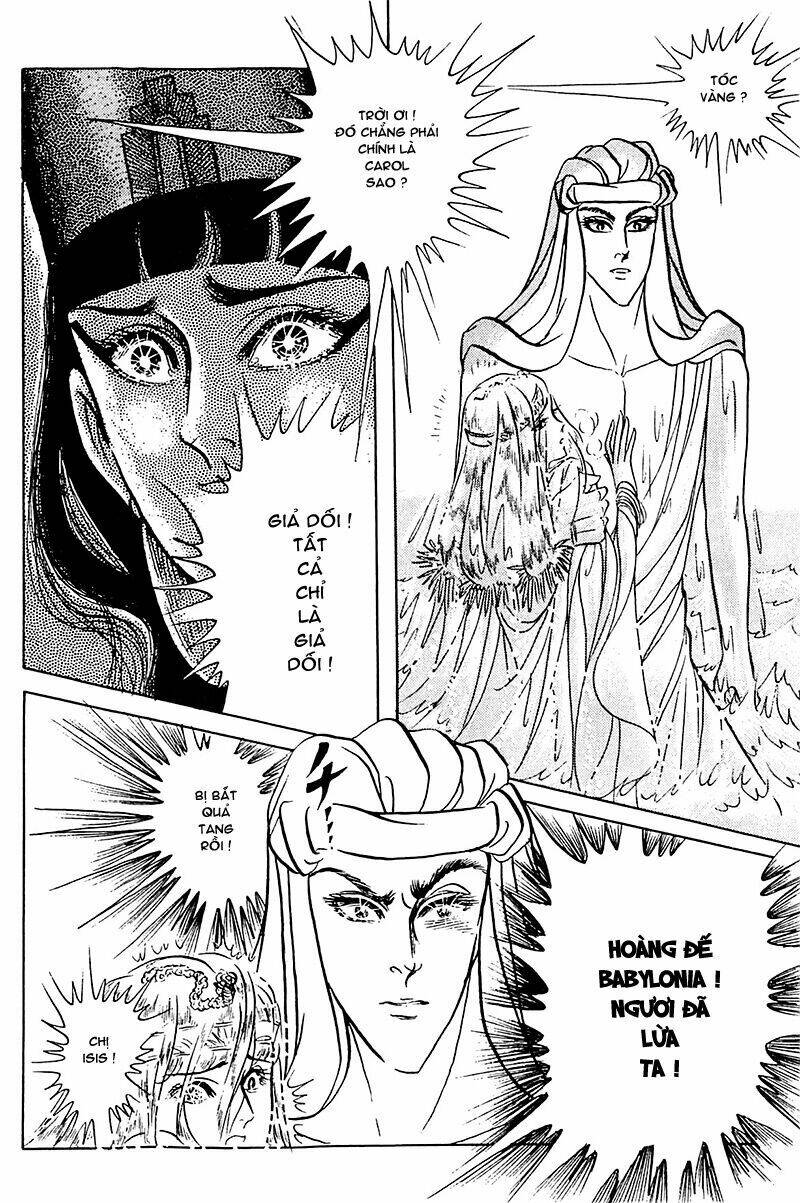 TÓC
VÀNG ?
TRỜI ƠI !
ĐÓ CHẲNG PHẢI
CHÍNH LÀ
CAROL
SAO ?
GIẢ DỐI !
TẤT
CẢ
CHỈ
LÀ
GIẢ
DỐI !
BỊ BẮT
QUẢ
TANG
RỒI !
CHỊ
ISIS !
HOÀNG ĐẾ
BABYLONIA !
NGƯƠI ĐÃ
LỪA
TA !